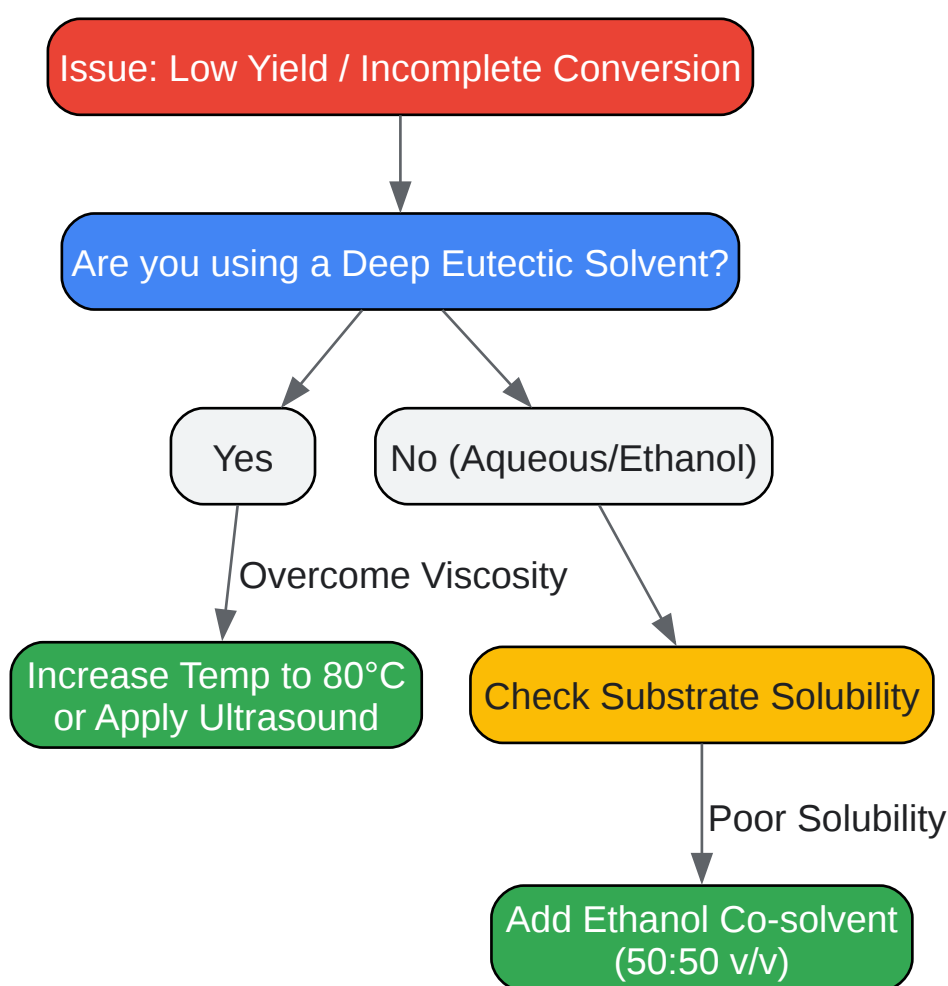 Issue: Low Yield / Incomplete Conversion
Are you using a Deep Eutectic Solvent?
Yes
No (Aqueous/Ethanol)
Overcome Viscosity
Increase Temp to 80°C
or Apply Ultrasound
Check Substrate Solubility
Poor Solubility
Add Ethanol Co-solvent
(50:50 v/v)